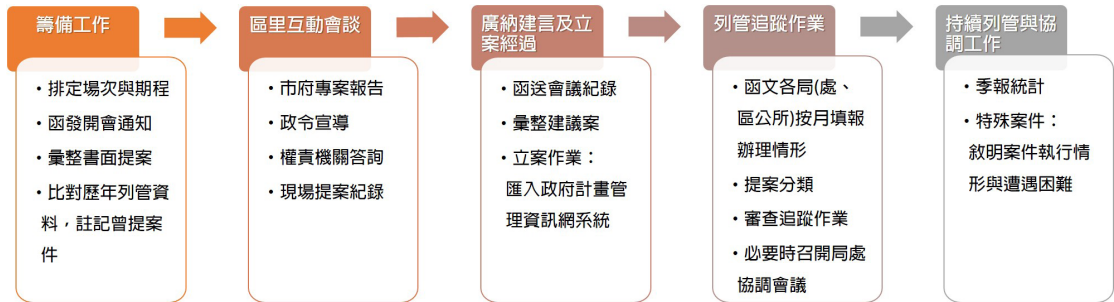 籌備工作
・排定場次與期程
・函發開會通知
・彙整書面提案
・比對歷年列管資
料，註記曾提案
件
區里互動會談
・市府專案報告
・政令宣導
・權責機關答詢
・現場提案紀錄
廣納建言及立
案經過
・函送會議紀錄
・彙整建議案
・立案作業：
匯入政府計畫管
理資訊網系統
列管追蹤作業
・函文各局(處、
區公所)按月填報
辦理情形
・提案分類
・審查追蹤作業
・必要時召開局處
協調會議
持續列管與協
調工作
・季報統計
・特殊案件：
敘明案件執行情
形與遭遇困難